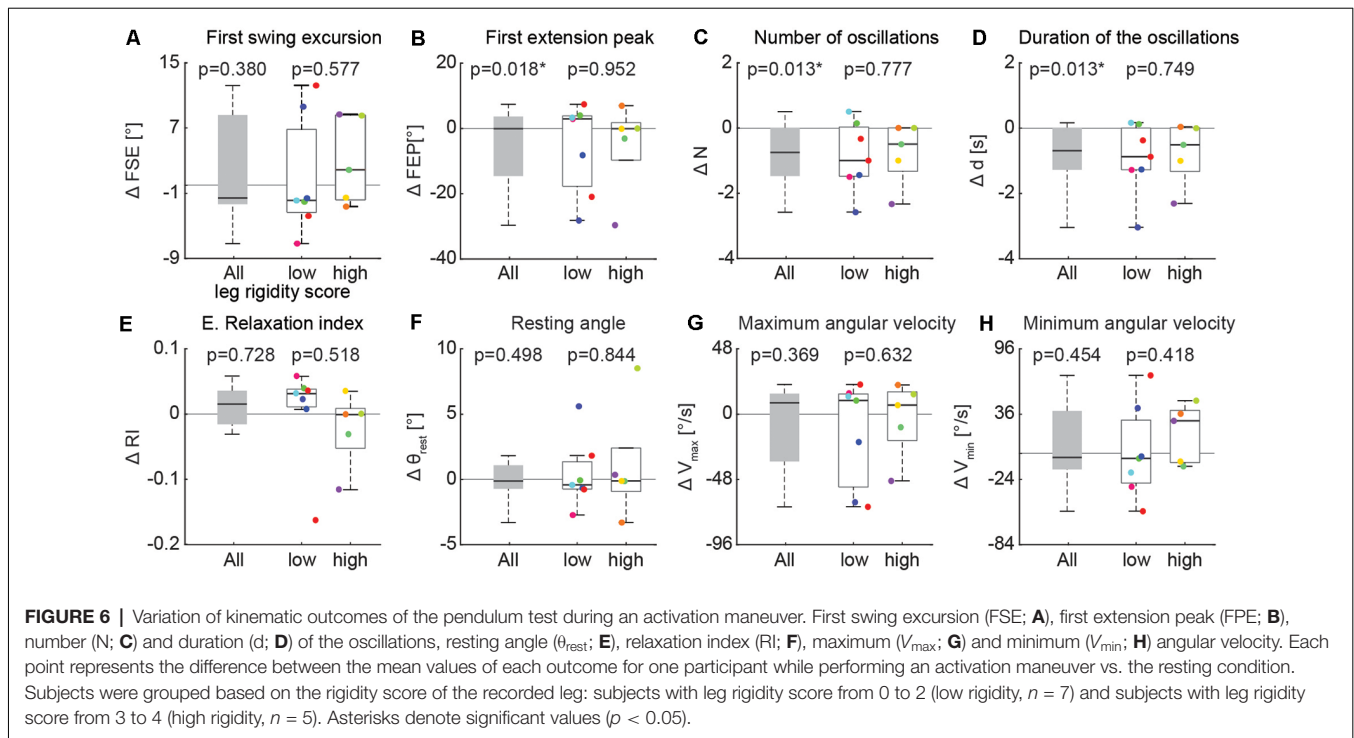 A First swing excursion
15
7
-1
-9
Δ FSE [°]
p=0.380 p=0.577
All low high
leg rigidity score
B First extension peak
20
0
-20
-40
Δ FEP[°]
p=0.018* p=0.952
All low high
C Number of oscillations
2
0
-2
-4
Δ N
p=0.013* p=0.777
All low high
D Duration of the oscillations
2
0
-2
-4
Δ d [s]
p=0.013* p=0.749
All low high
E E. Relaxation index
0.1
0
-0.1
-0.2
Δ RI
p=0.728 p=0.518
All low high
F Resting angle
10
5
0
-5
Δ θrest [°]
p=0.498 p=0.844
All low high
G Maximum angular velocity
48
0
-48
-96
Δ Vmax [°/s]
p=0.369 p=0.632
All low high
H Minimum angular velocity
96
36
-24
-84
Δ Vmin [°/s]
p=0.454 p=0.418
All low high
FIGURE 6 | Variation of kinematic outcomes of the pendulum test during an activation maneuver. First swing excursion (FSE; A), first extension peak (FPE; B),
number (N; C) and duration (d; D) of the oscillations, resting angle (θrest; E), relaxation index (RI; F), maximum (Vmax; G) and minimum (Vmin; H) angular velocity. Each
point represents the difference between the mean values of each outcome for one participant while performing an activation maneuver vs. the resting condition.
Subjects were grouped based on the rigidity score of the recorded leg: subjects with leg rigidity score from 0 to 2 (low rigidity, n = 7) and subjects with leg rigidity
score from 3 to 4 (high rigidity, n = 5). Asterisks denote significant values (p < 0.05).